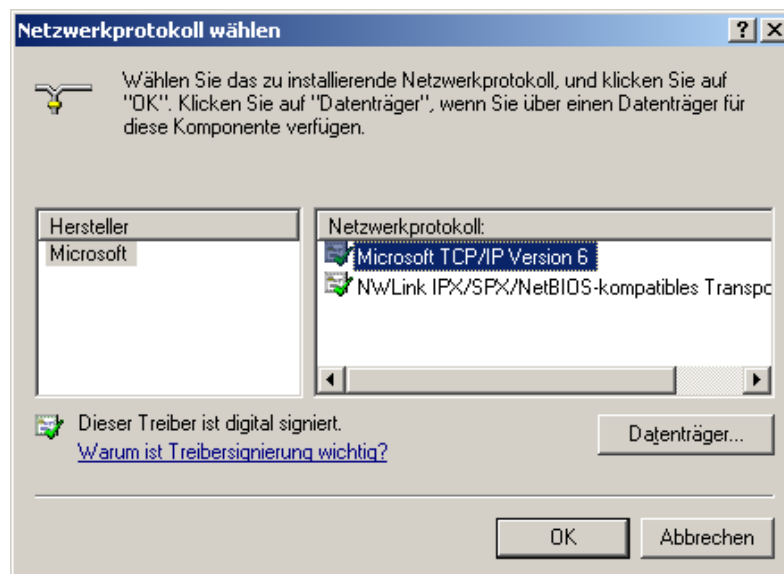 Netzwerkprotokoll wählen
Wählen Sie das zu installierende Netzwerkprotokoll, und klicken Sie auf
"OK". Klicken Sie auf "Datenträger", wenn Sie über einen Datenträger für
diese Komponente verfügen.
Hersteller
Microsoft
Netzwerkprotokoll:
Microsoft TCP/IP Version 6
NWLink IPX/SPX/NetBIOS-kompatibles Transpo
Dieser Treiber ist digital signiert.
Warum ist Treibersignierung wichtig?
Datenträger...
OK
Abbrechen